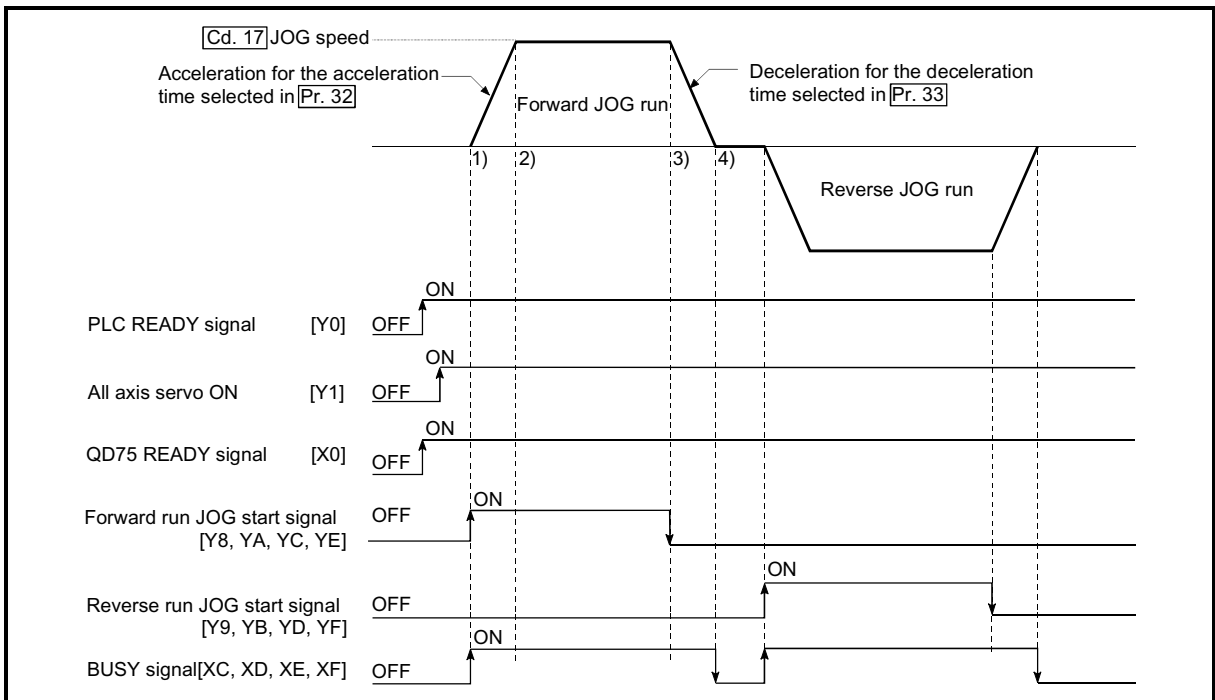 Cd. 17 JOG speed
Acceleration for the acceleration
time selected in Pr. 32
Forward JOG run
Deceleration for the deceleration
time selected in Pr. 33
1) 2) 3) 4)
Reverse JOG run
ON
PLC READY signal [Y0] OFF
ON
All axis servo ON [Y1] OFF
ON
QD75 READY signal [X0] OFF
ON
Forward run JOG start signal OFF
[Y8, YA, YC, YE]
ON
Reverse run JOG start signal OFF
[Y9, YB, YD, YF]
ON
BUSY signal[XC, XD, XE, XF] OFF